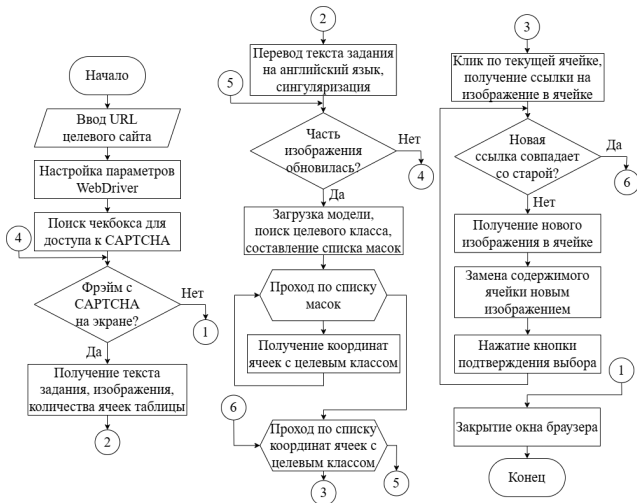 Начало
Ввод URL
целевого сайта
Настройка параметров
WebDriver
Поиск чекбокса для
доступа к CAPTCHA
4
Фрэйм с
CAPTCHA
на экране?
Нет
1
Да
Получение текста
задания, изображения,
количества ячеек таблицы
2
2
Перевод текста задания
на английский язык,
сингуляризация
5
Часть
изображения
обновилась?
Нет
4
Да
Загрузка модели,
поиск целевого класса,
составление списка масок
Проход по списку
масок
Получение координат
ячеек с целевым классом
6
Проход по списку
координат ячеек с
целевым классом
5
3
3
Клик по текущей ячейке,
получение ссылки на
изображение в ячейке
Новая
ссылка совпадает
со старой?
Да
6
Нет
Получение нового
изображения в ячейке
Замена содержимого
ячейки новым
изображением
Нажатие кнопки
подтверждения выбора
1
Закрытие окна браузера
Конец